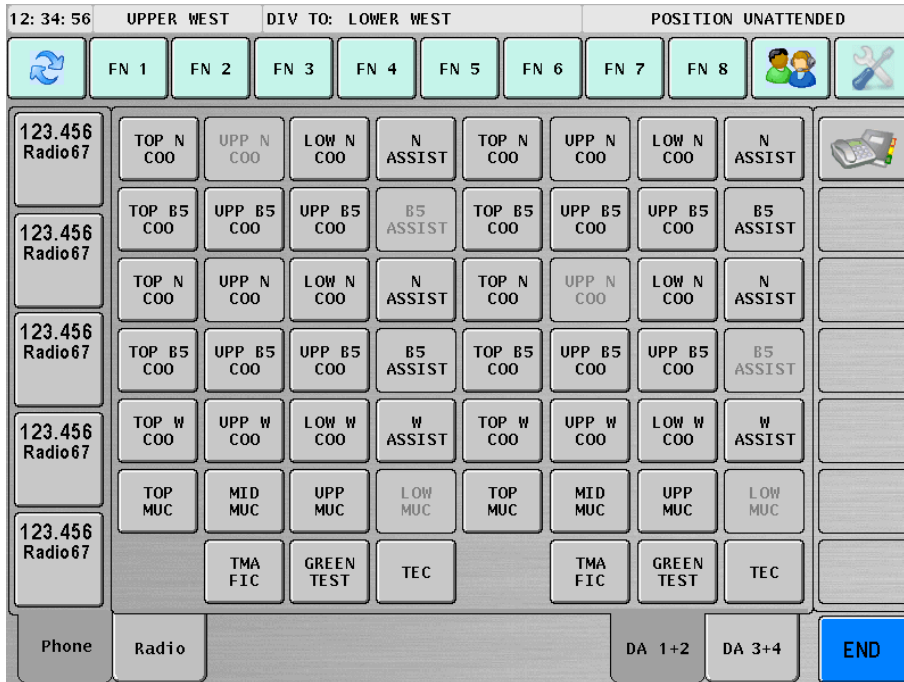 12:34:56 UPPER WEST DIV TO: LOWER WEST POSITION UNATTENDED
FN 1 FN 2 FN 3 FN 4 FN 5 FN 6 FN 7 FN 8
123.456
Radio67
123.456
Radio67
123.456
Radio67
123.456
Radio67
123.456
Radio67
TOP N UPP N LOW N N TOP N UPP N LOW N N
COO COO COO ASSIST COO COO COO ASSIST
TOP B5 UPP B5 UPP B5 B5 TOP B5 UPP B5 UPP B5 B5
COO COO COO ASSIST COO COO COO ASSIST
TOP N UPP N LOW N N TOP N UPP N LOW N N
COO COO COO ASSIST COO COO COO ASSIST
TOP B5 UPP B5 UPP B5 B5 TOP B5 UPP B5 UPP B5 B5
COO COO COO ASSIST COO COO COO ASSIST
TOP W UPP W LOW W W TOP W UPP W LOW W W
COO COO COO ASSIST COO COO COO ASSIST
TOP MID UPP LOW TOP MID UPP LOW
MUC MUC MUC MUC MUC MUC MUC MUC
TMA GREEN TEC TMA GREEN TEC
FIC TEST FIC TEST
Phone Radio DA 1+2 DA 3+4 END